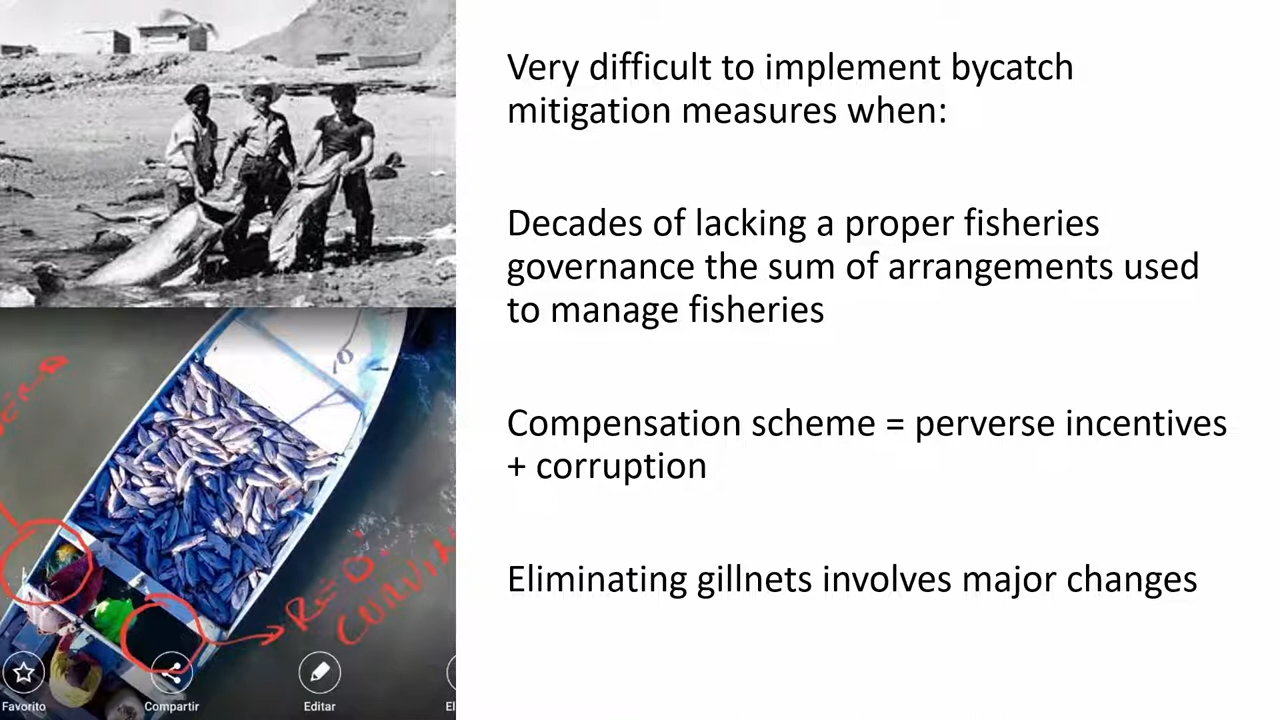 Very difficult to implement bycatch
mitigation measures when:
Decades of lacking a proper fisheries
governance the sum of arrangements used
to manage fisheries
Compensation scheme = perverse incentives
+ corruption
Eliminating gillnets involves major changes
RED:
Favorito
Compartir
Editar